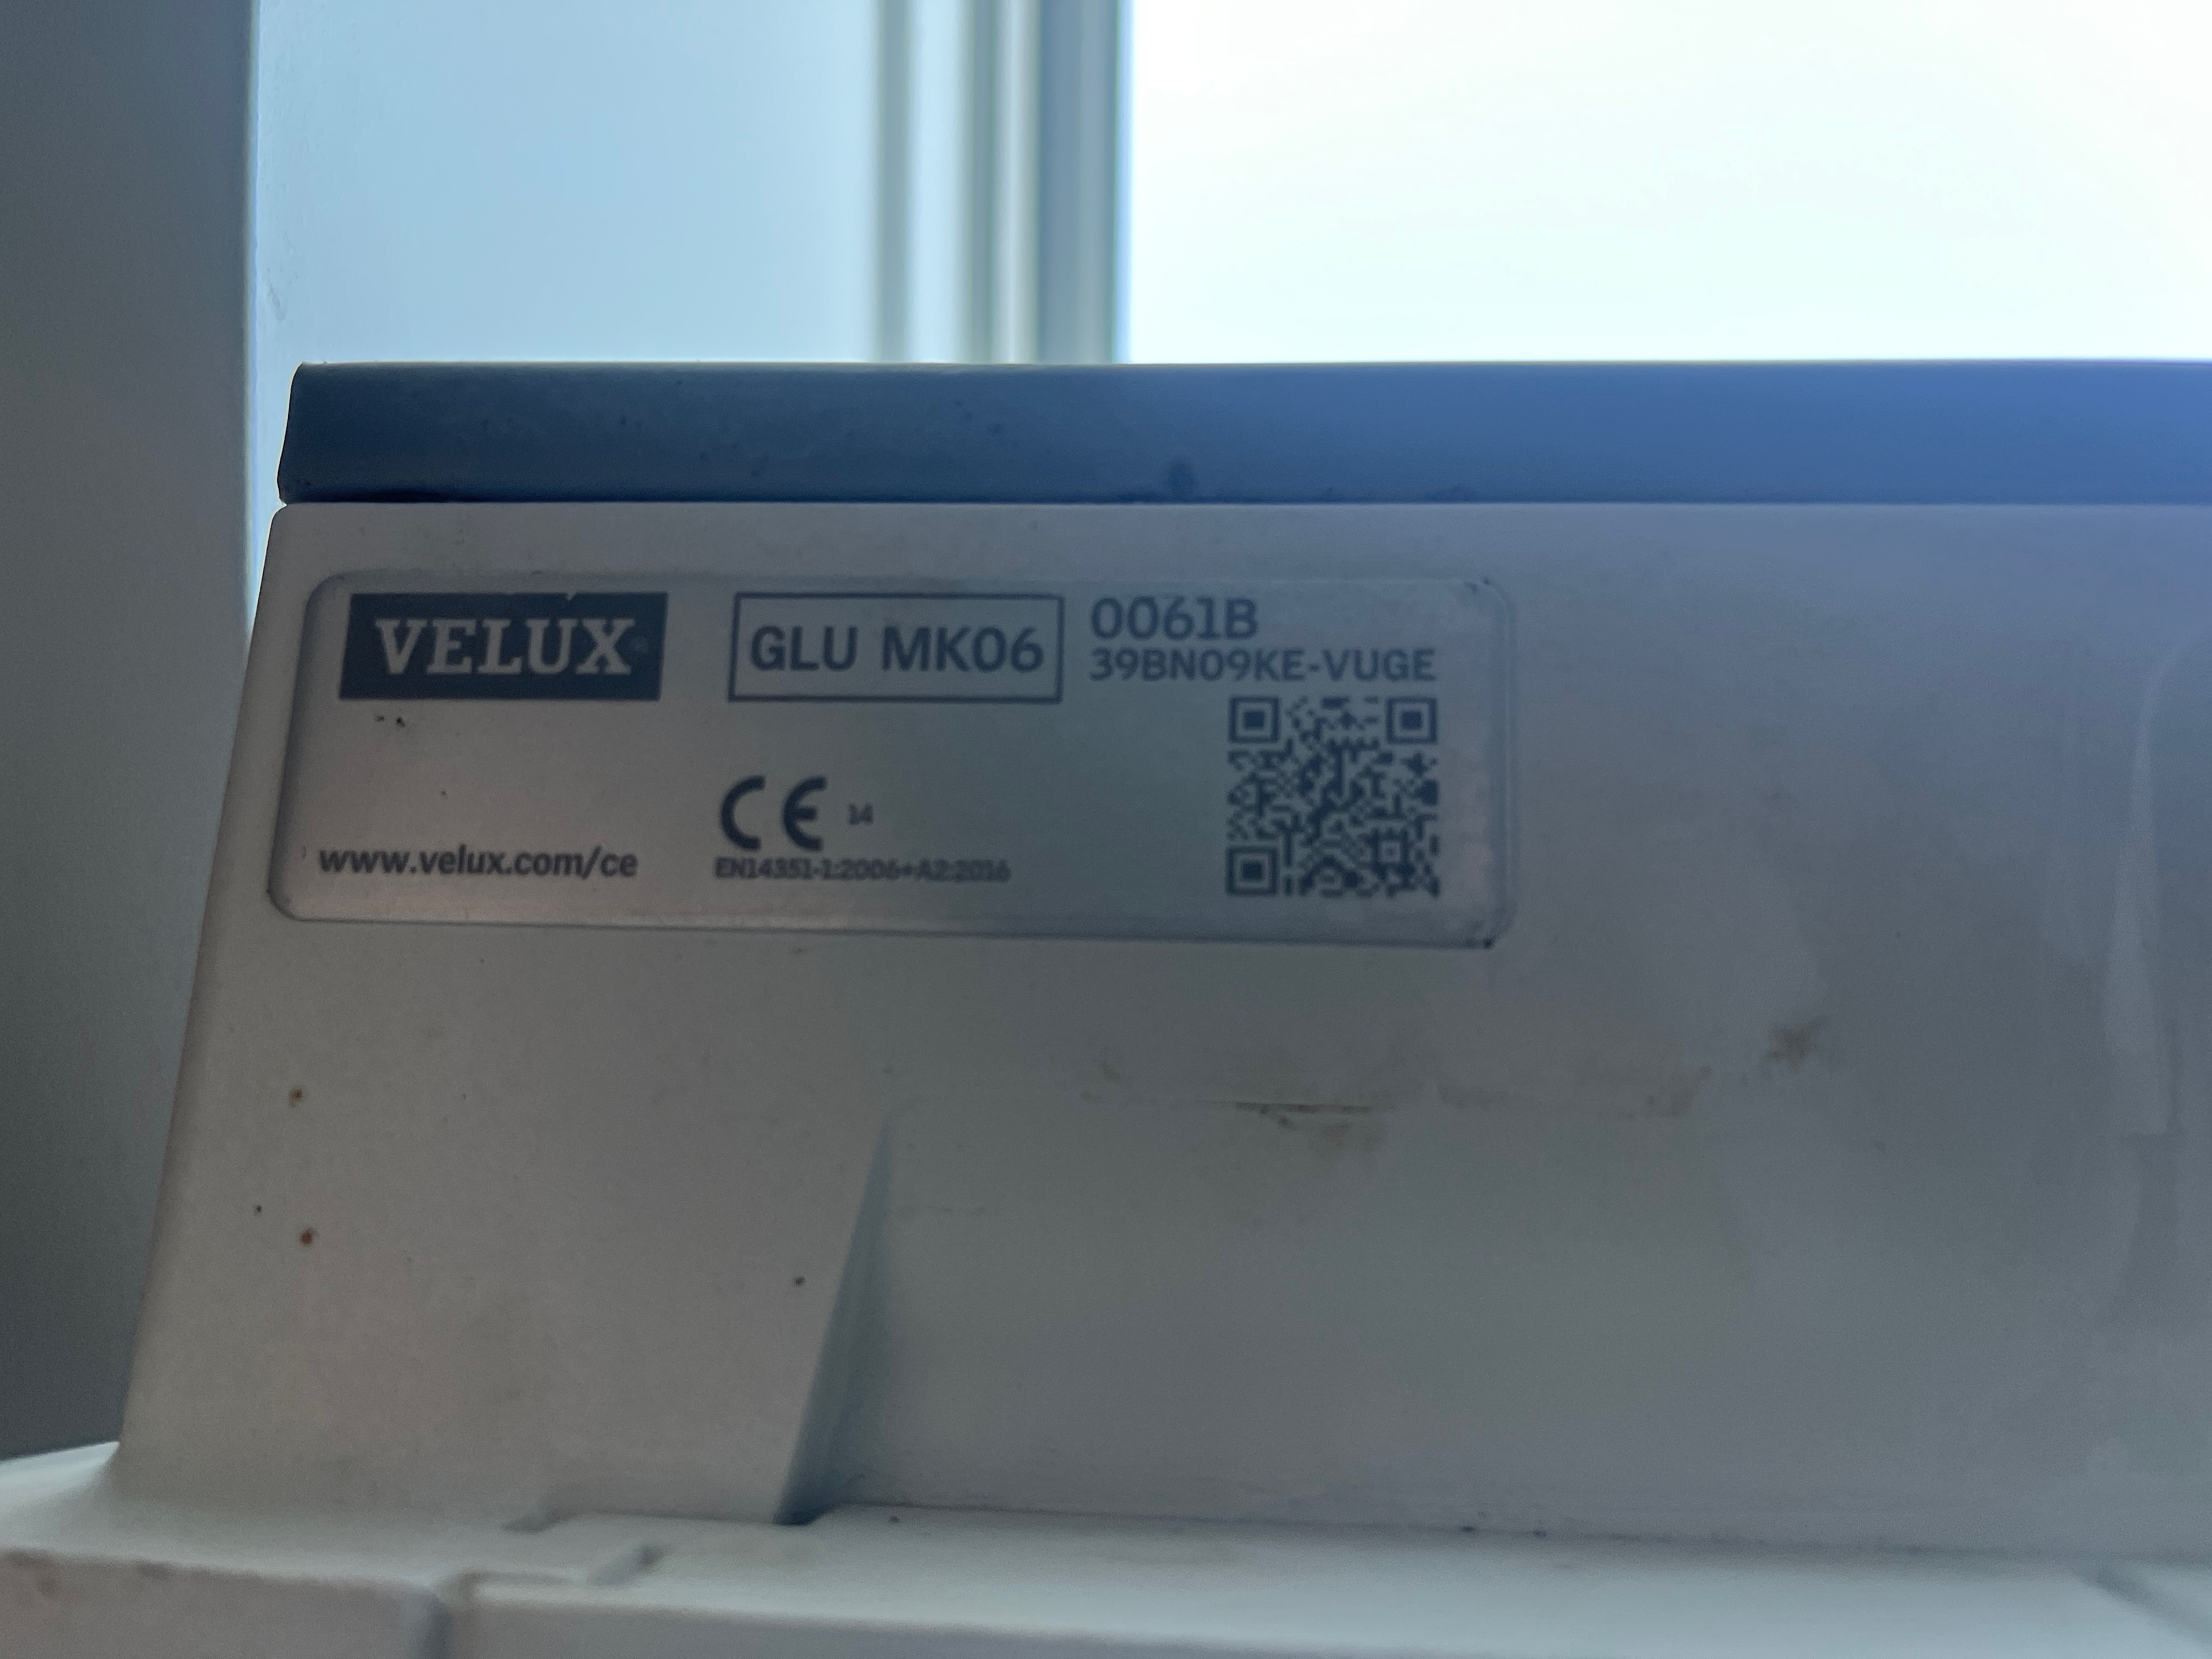 VELUX
GLU MK06
0061B
39BN09KE-VUGE
CE 14
www.velux.com/ce
EN14351-1:2006+A2:2016